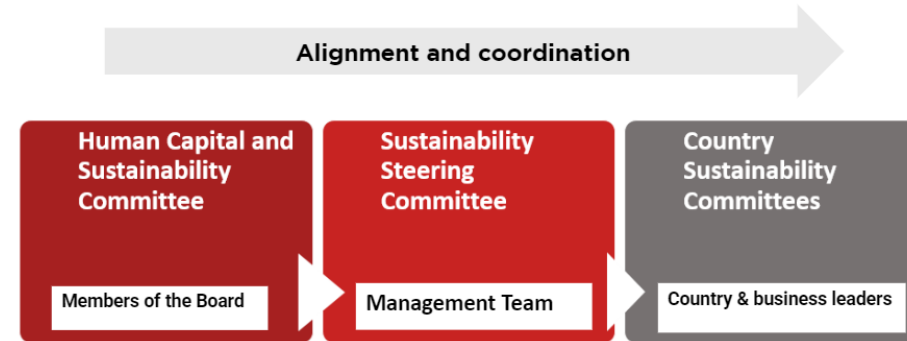 Alignment and coordination
Human Capital and
Sustainability
Committee
Members of the Board
Sustainability
Steering
Committee
Management Team
Country
Sustainability
Committees
Country & business leaders